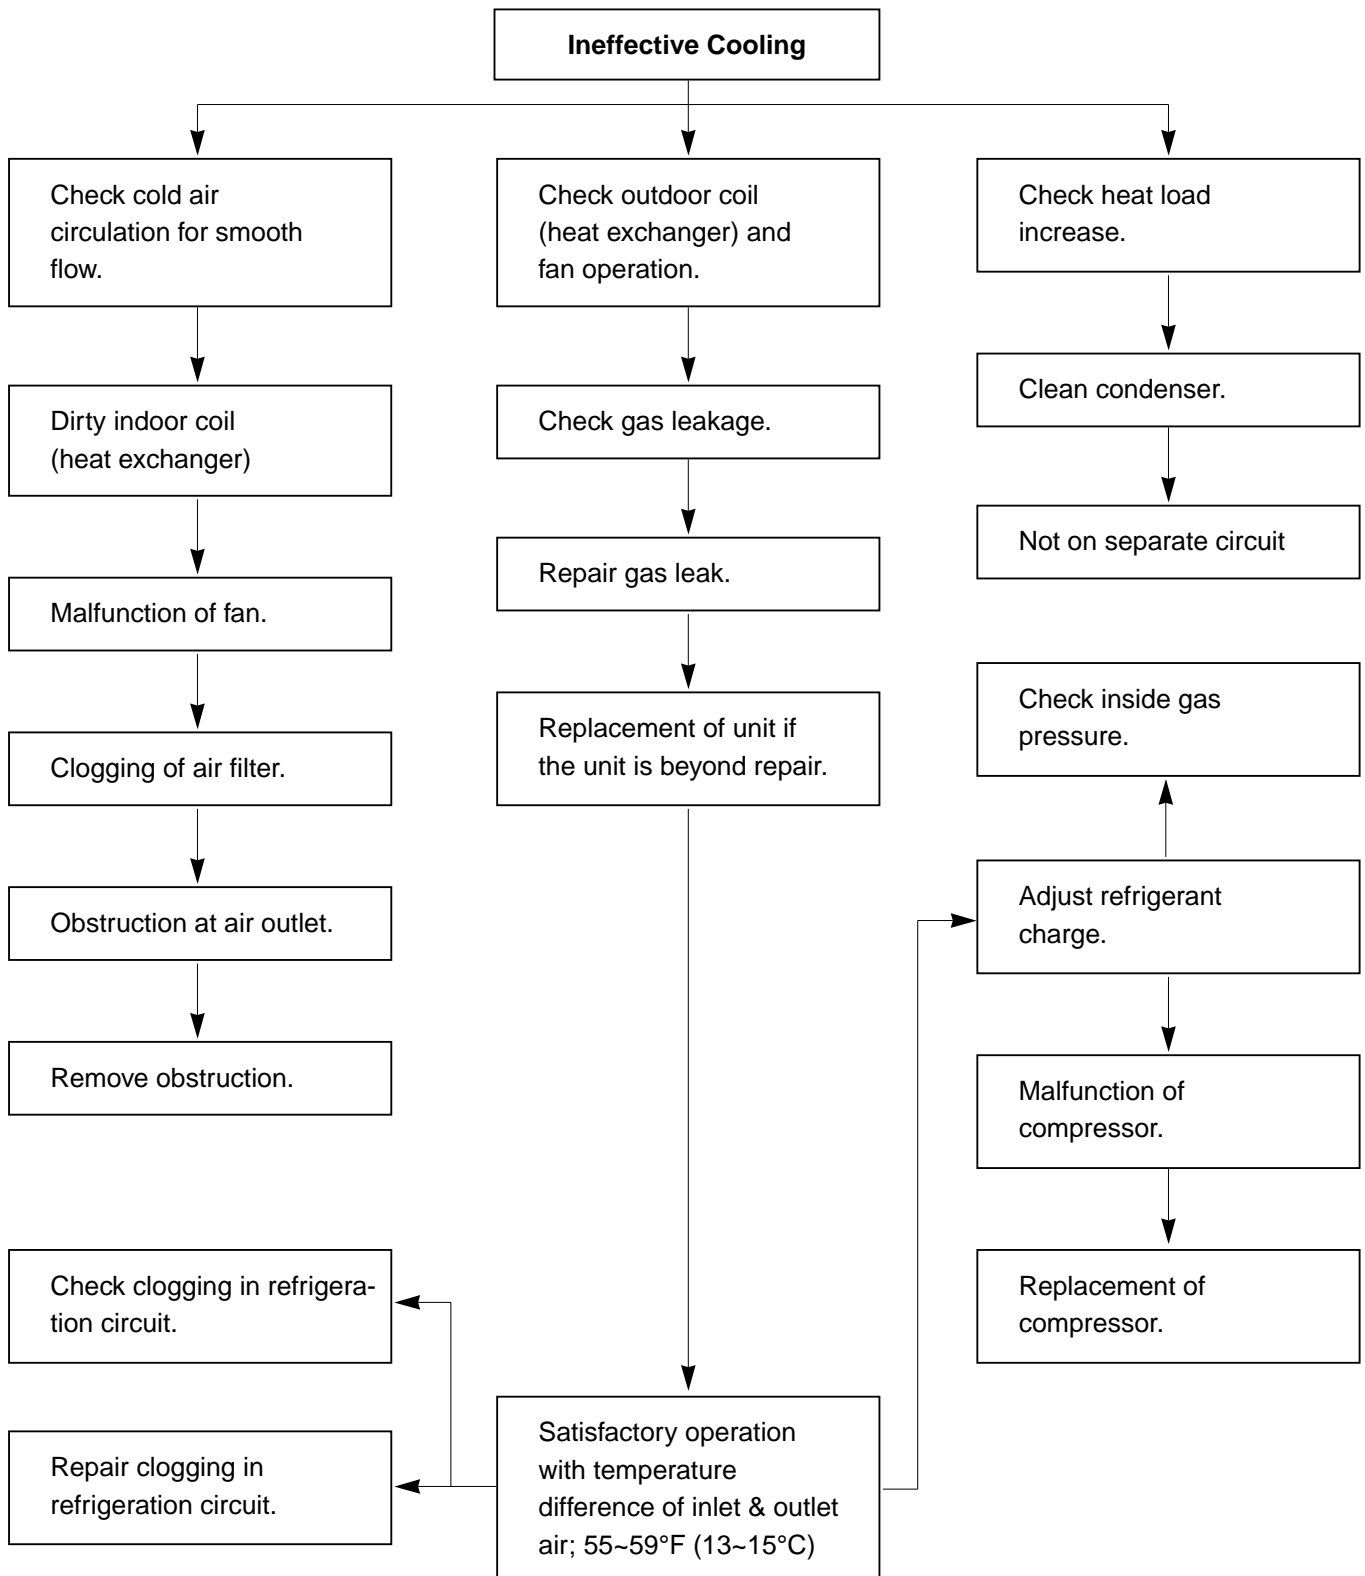 Ineffective Cooling
Check cold air
circulation for smooth
flow.
Dirty indoor coil
(heat exchanger)
Malfunction of fan.
Clogging of air filter.
Obstruction at air outlet.
Remove obstruction.
Check outdoor coil
(heat exchanger) and
fan operation.
Check gas leakage.
Repair gas leak.
Replacement of unit if
the unit is beyond repair.
Check heat load
increase.
Clean condenser.
Not on separate circuit
Check inside gas
pressure.
Adjust refrigerant
charge.
Malfunction of
compressor.
Replacement of
compressor.
Check clogging in refrigera-
tion circuit.
Repair clogging in
refrigeration circuit.
Satisfactory operation
with temperature
difference of inlet & outlet
air; 55~59°F (13~15°C)